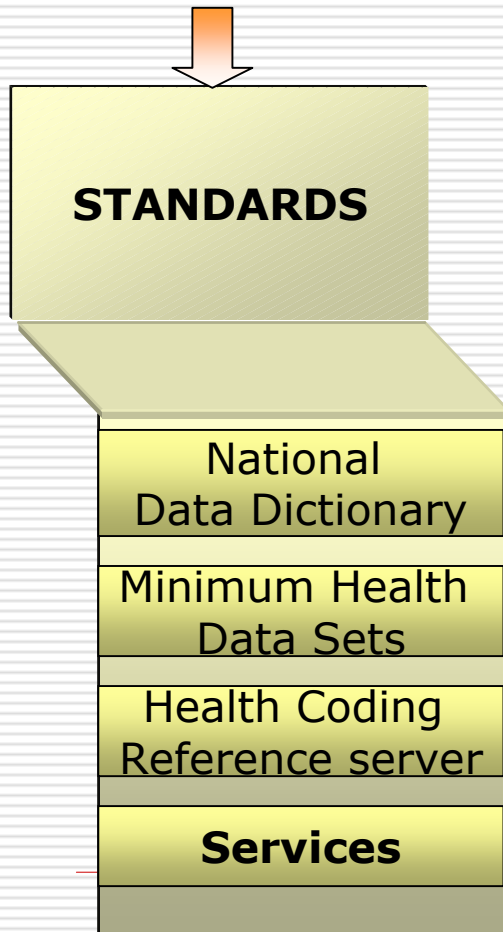 STANDARDS
National
Data Dictionary
Minimum Health
Data Sets
Health Coding
Reference server
Services